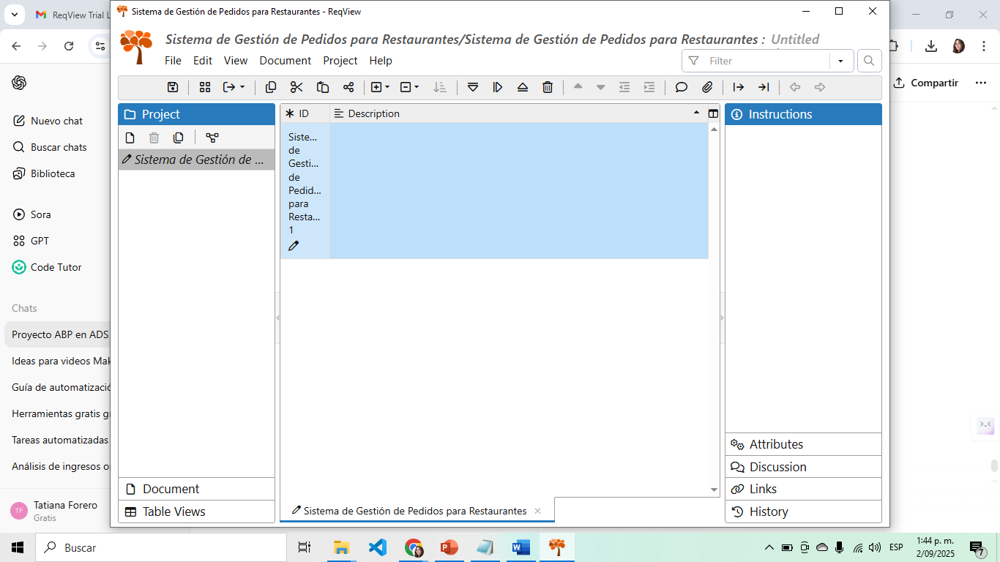 ReqView Trial L
Compartir
Nuevo chat
Buscar chats
Biblioteca
Sora
GPT
Code Tutor
Chats
Proyecto ABP en ADS
Ideas para videos Mak
Guía de automatizació
Herramientas gratis gr
Tareas automatizadas
Análisis de ingresos o
TF
Tatiana Forero
Gratis
Sistema de Gestión de Pedidos para Restaurantes - ReqView
Sistema de Gestión de Pedidos para Restaurantes/Sistema de Gestión de Pedidos para Restaurantes : Untitled
File Edit View Document Project Help
Filter
Project
Sistema de Gestión de ...
Document
Table Views
ID Description
Siste...
de
Gesti...
de
Pedid...
para
Resta...
1
Sistema de Gestión de Pedidos para Restaurantes
Instructions
Attributes
Discussion
Links
History
Buscar
ESP
1:44 p. m.
2/09/2025
7